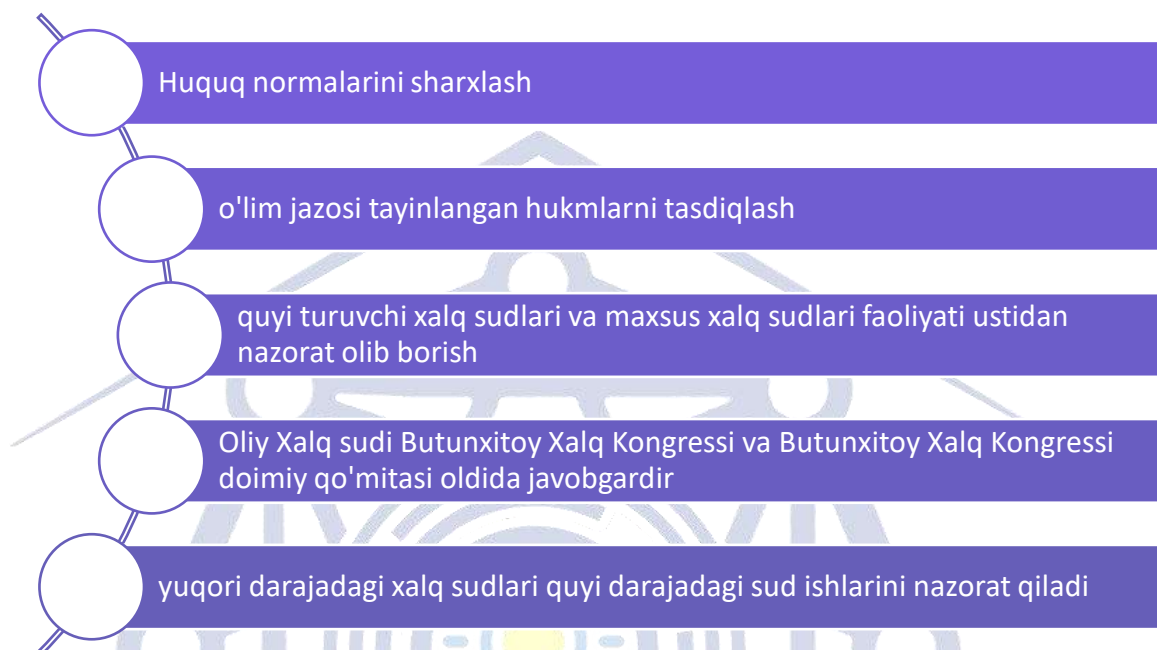 Huquq normalarini sharxlash
o'lim jazosi tayinlangan hukmlarni tasdiqlash
quyi turuvchi xalq sudlari va maxsus xalq sudlari faoliyati ustidan
nazorat olib borish
Oliy Xalq sudi Butunxitoy Xalq Kongressi va Butunxitoy Xalq Kongressi
doimiy qo'mitasi oldida javobgardir
yuqori darajadagi xalq sudlari quyi darajadagi sud ishlarini nazorat qiladi